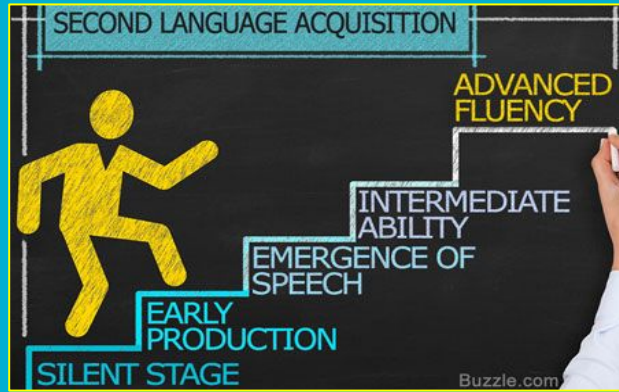 SECOND LANGUAGE ACQUISITION
ADVANCED
FLUENCY
INTERMEDIATE
ABILITY
EMERGENCE OF
SPEECH
EARLY
PRODUCTION
SILENT STAGE
Buzzle.com